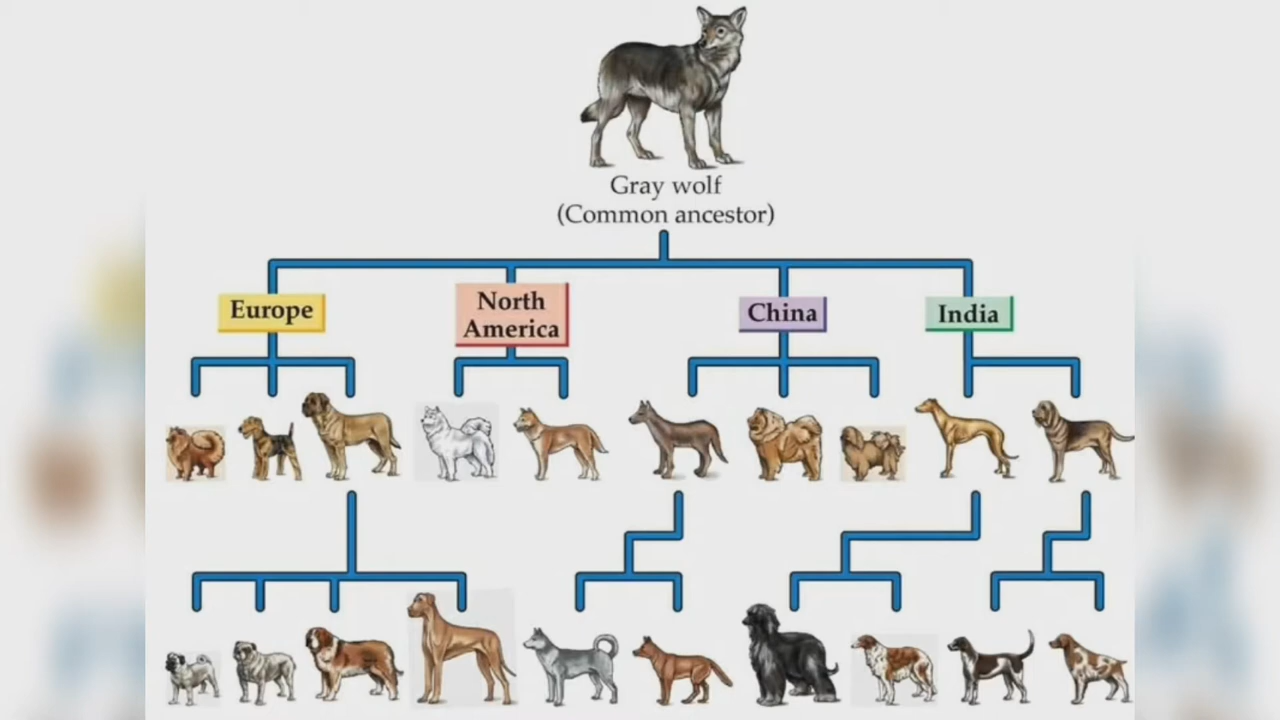 Gray wolf
(Common ancestor)
Europe
North
America
China
India